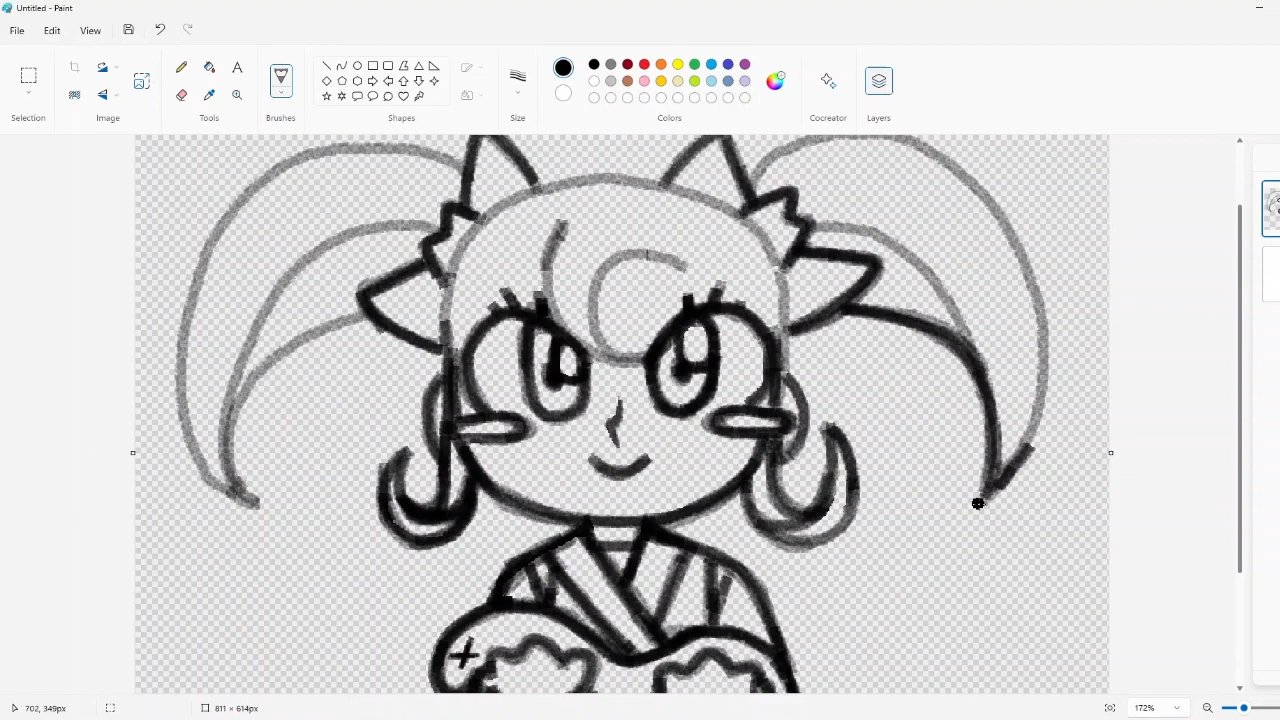 Untitled - Paint
File Edit View
A
Selection Image Tools Brushes Shapes Size Colors Cocreator Layers
702, 349px 811 × 614px 172%